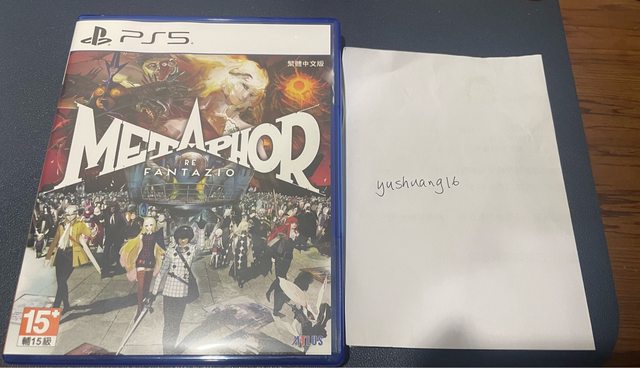 PS5
繁體中文版
METAPHOR
RE
FANTAZIO
yushuang16
15+
輔15級
ATLUS